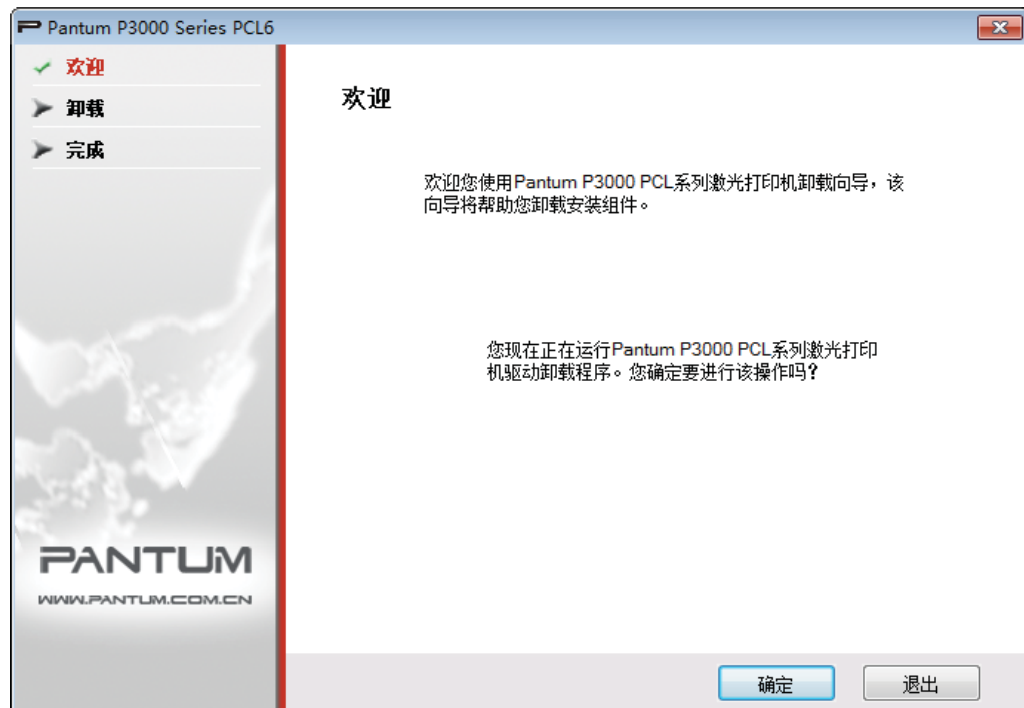 Pantum P3000 Series PCL6
欢迎
卸载
完成
欢迎
欢迎您使用Pantum P3000 PCL系列激光打印机卸载向导，该
向导将帮助您卸载安装组件。
您现在正在运行Pantum P3000 PCL系列激光打印
机驱动卸载程序。您确定要进行该操作吗？
PANTUM
WWW.PANTUM.COM.CN
确定
退出